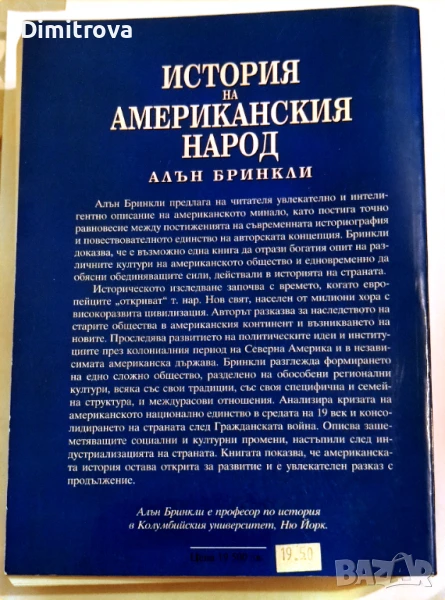 Dimitrova
ИСТОРИЯ
НА
АМЕРИКАНСКИЯ
НАРОД
АЛЪН БРИНКЛИ
Алън Бринкли предлага на читателя увлекателно и интели-
гентно описание на американското минало, като постига точно
равновесие между постиженията на съвременната историография
и повествователното единство на авторската концепция. Бринкли
доказва, че е възможно една книга да отрази богатия опит на раз-
личните култури на американското общество и едновременно да
обясни обединяващите сили, действали в историята на страната.
Историческото изследване започва с времето, когато евро-
пейците „откриват" т. нар. Нов свят, населен от милиони хора с
високоразвита цивилизация. Авторът разказва за наследството на
старите общества в американския континент и възникването на
новите. Проследява развитието на политическите идеи и институ-
циите през колониалния период на Северна Америка и в незави-
симата американска държава. Бринкли разглежда формирането
на едно сложно общество, разделено на обособени регионални
култури, всяка със свои традиции, със своя специфична и семей-
на структура, и междурасови отношения. Анализира кризата на
американското национално единство в средата на 19 век и консо-
лидирането на страната след Гражданската война. Описва заше-
метяващите социални и културни промени, настъпили след ин-
дустриализацията на страната. Книгата показва, че американска-
та история остава открита за развитие и е увлекателен разказ с
продължение.
Алън Бринкли е професор по история
в Колумбийския университет, Ню Йорк.
19.50
BAZAR
bg